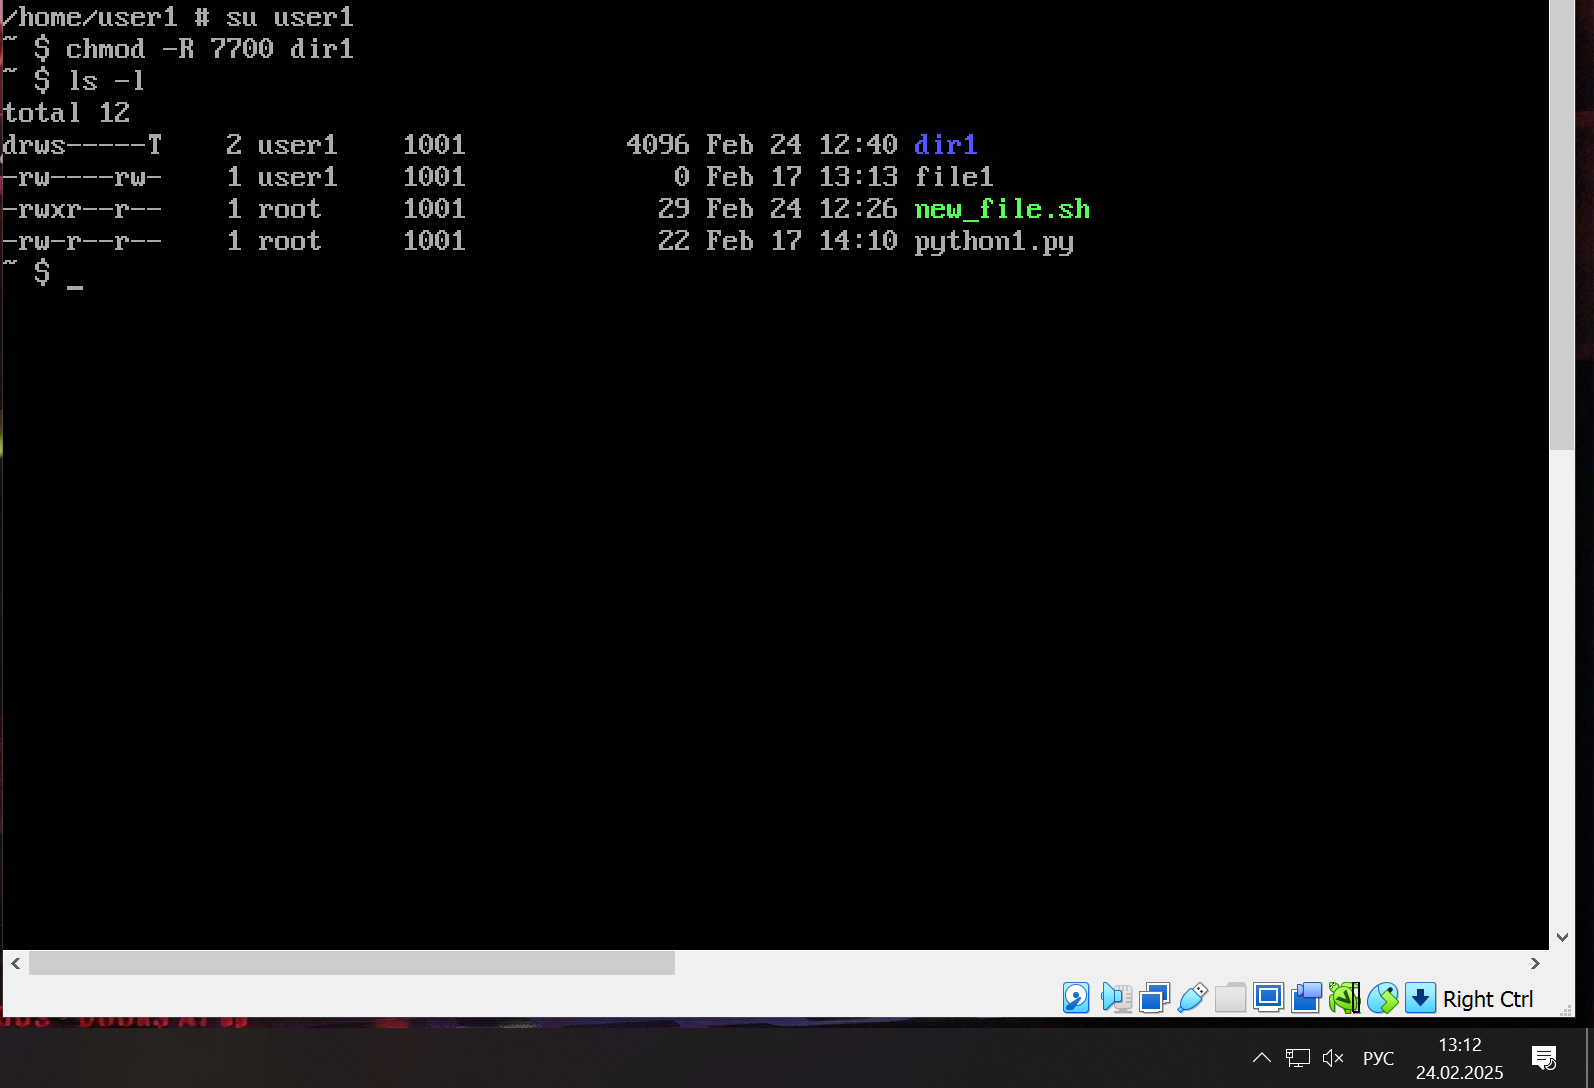 /home/user1 # su user1
~ $ chmod -R 7700 dir1
~ $ ls -l
total 12
drws-----T 2 user1 1001 4096 Feb 24 12:40 dir1
-rw----rw- 1 user1 1001 0 Feb 17 13:13 file1
-rwxr--r-- 1 root 1001 29 Feb 24 12:26 new_file.sh
-rw-r--r-- 1 root 1001 22 Feb 17 14:10 python1.py
~ $ _
Right Ctrl
РУС
13:12
24.02.2025